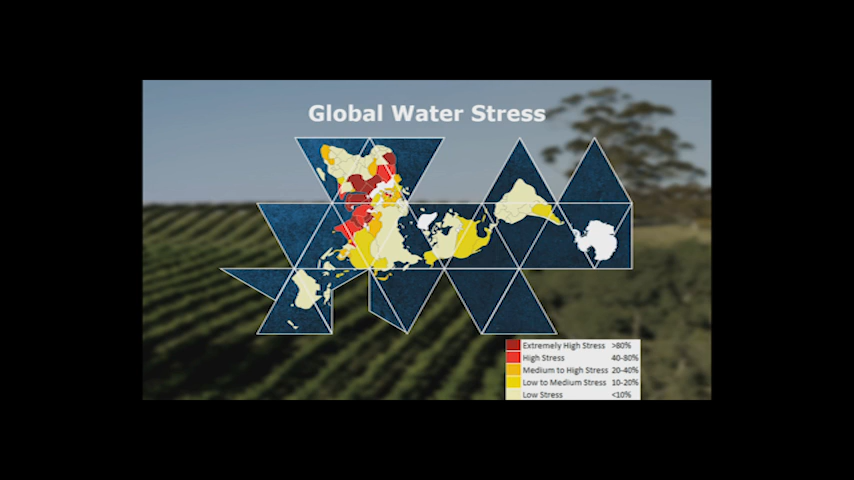 Global Water Stress
Extremely High Stress >80%
High Stress 40-80%
Medium to High Stress 20-40%
Low to Medium Stress 10-20%
Low Stress <10%